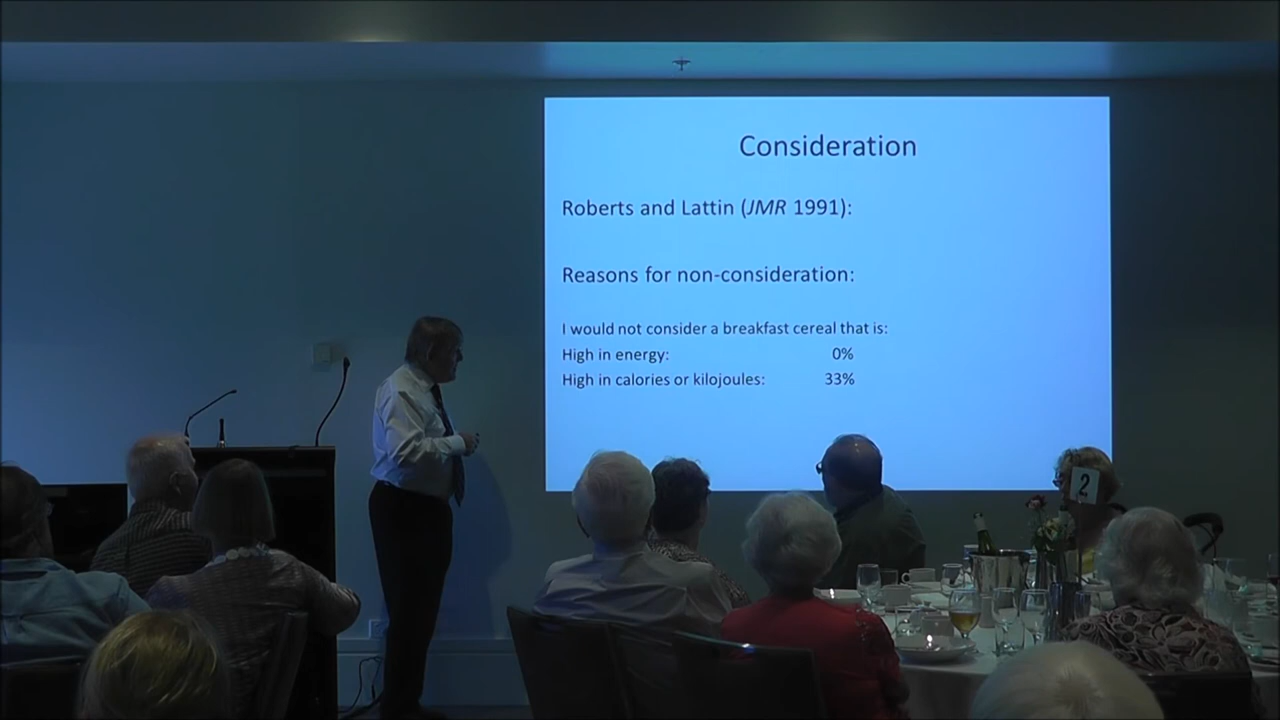 Consideration
Roberts and Lattin (JMR 1991):
Reasons for non-consideration:
I would not consider a breakfast cereal that is:
High in energy: 0%
High in calories or kilojoules: 33%
2